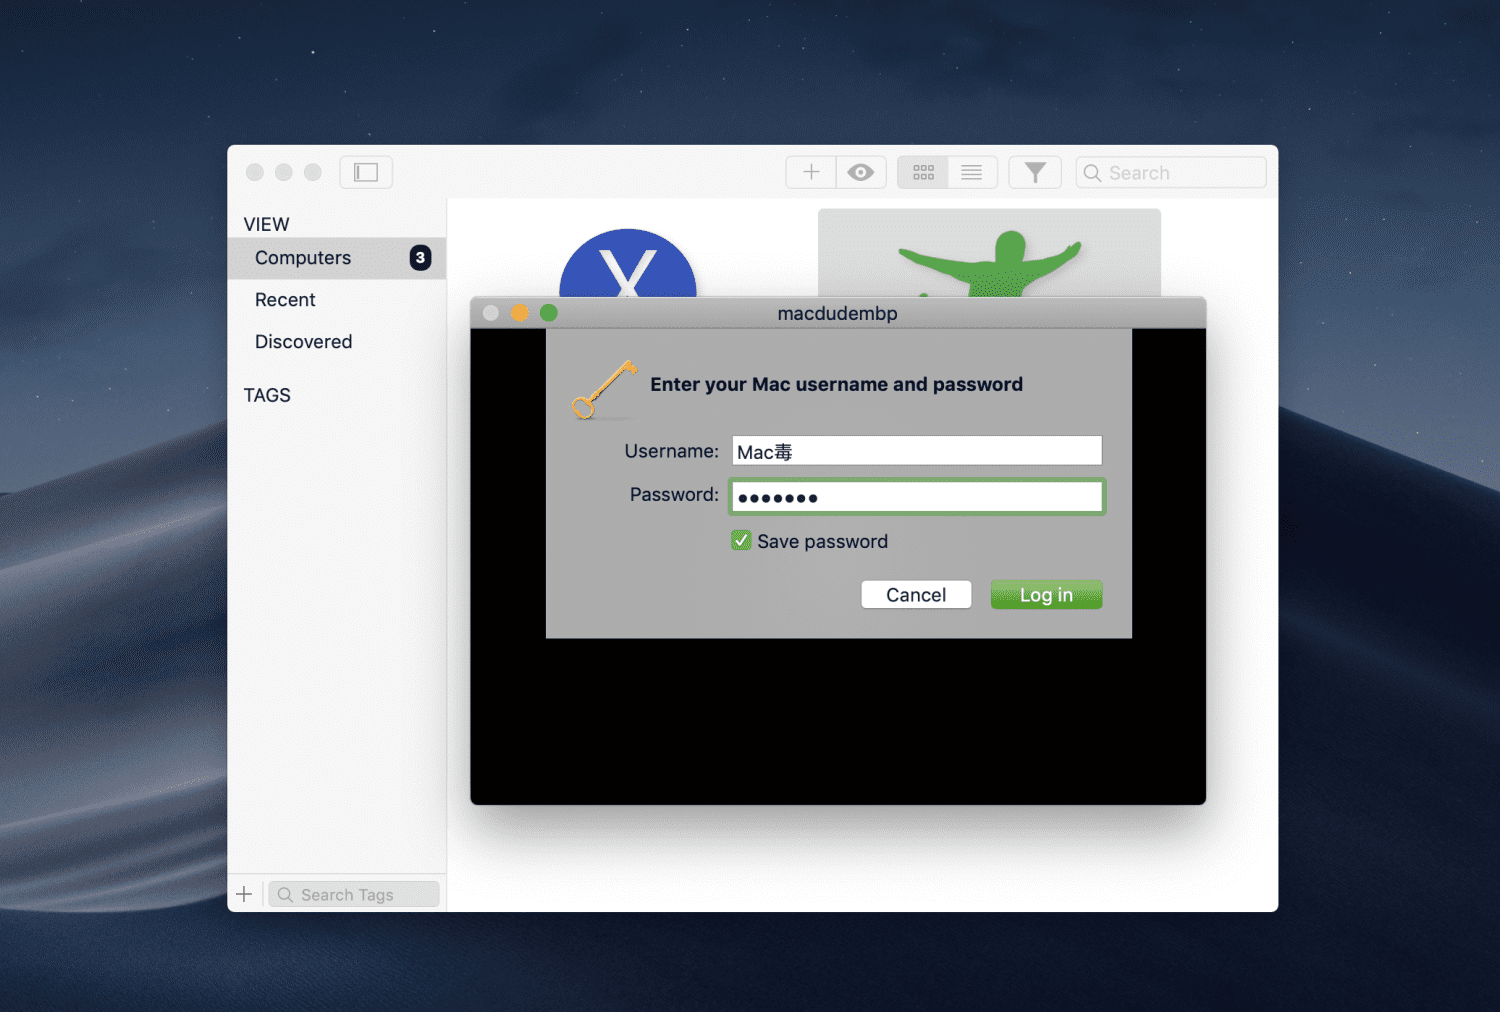 Search
VIEW
Computers 3
Recent
Discovered
TAGS
macdudembp
Enter your Mac username and password
Username: Mac毒
Password: •••••••
Save password
Cancel Log in
Search Tags